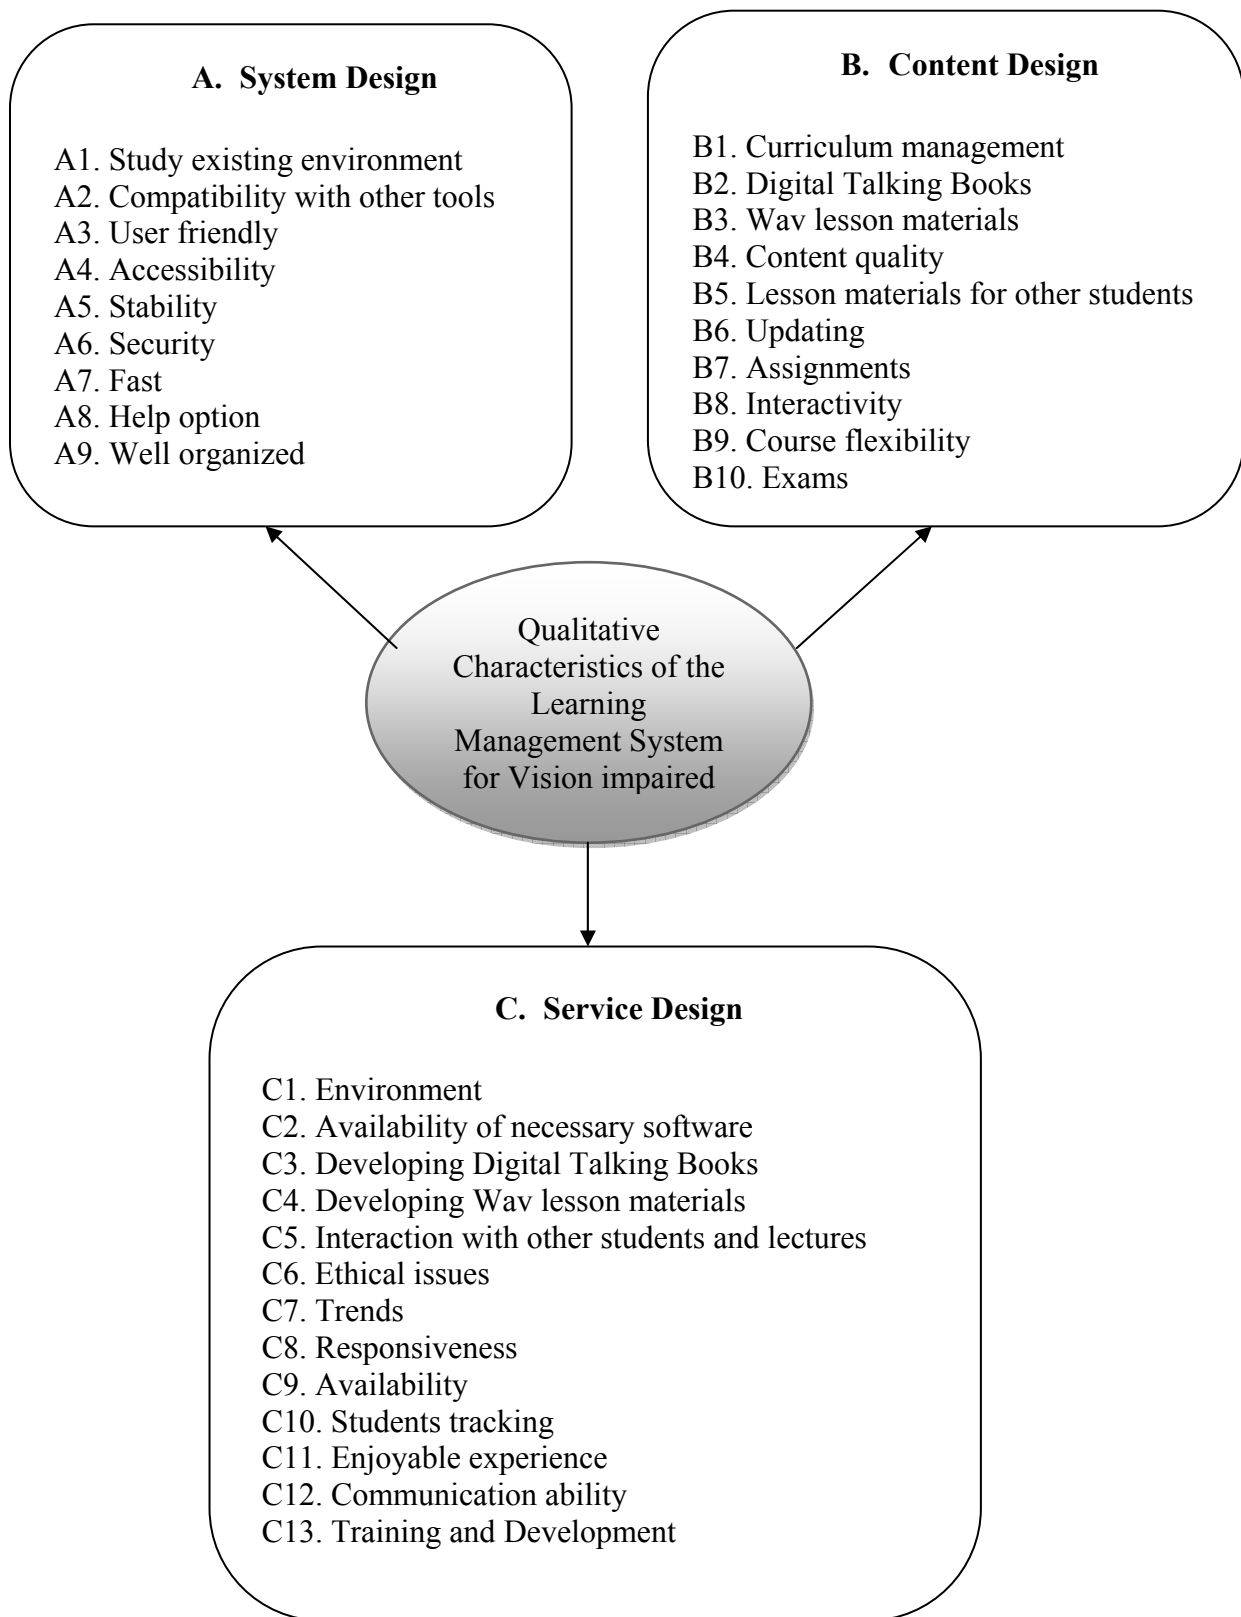 A. System Design
A1. Study existing environment
A2. Compatibility with other tools
A3. User friendly
A4. Accessibility
A5. Stability
A6. Security
A7. Fast
A8. Help option
A9. Well organized
B. Content Design
B1. Curriculum management
B2. Digital Talking Books
B3. Wav lesson materials
B4. Content quality
B5. Lesson materials for other students
B6. Updating
B7. Assignments
B8. Interactivity
B9. Course flexibility
B10. Exams
Qualitative
Characteristics of the
Learning
Management System
for Vision impaired
C. Service Design
C1. Environment
C2. Availability of necessary software
C3. Developing Digital Talking Books
C4. Developing Wav lesson materials
C5. Interaction with other students and lectures
C6. Ethical issues
C7. Trends
C8. Responsiveness
C9. Availability
C10. Students tracking
C11. Enjoyable experience
C12. Communication ability
C13. Training and Development